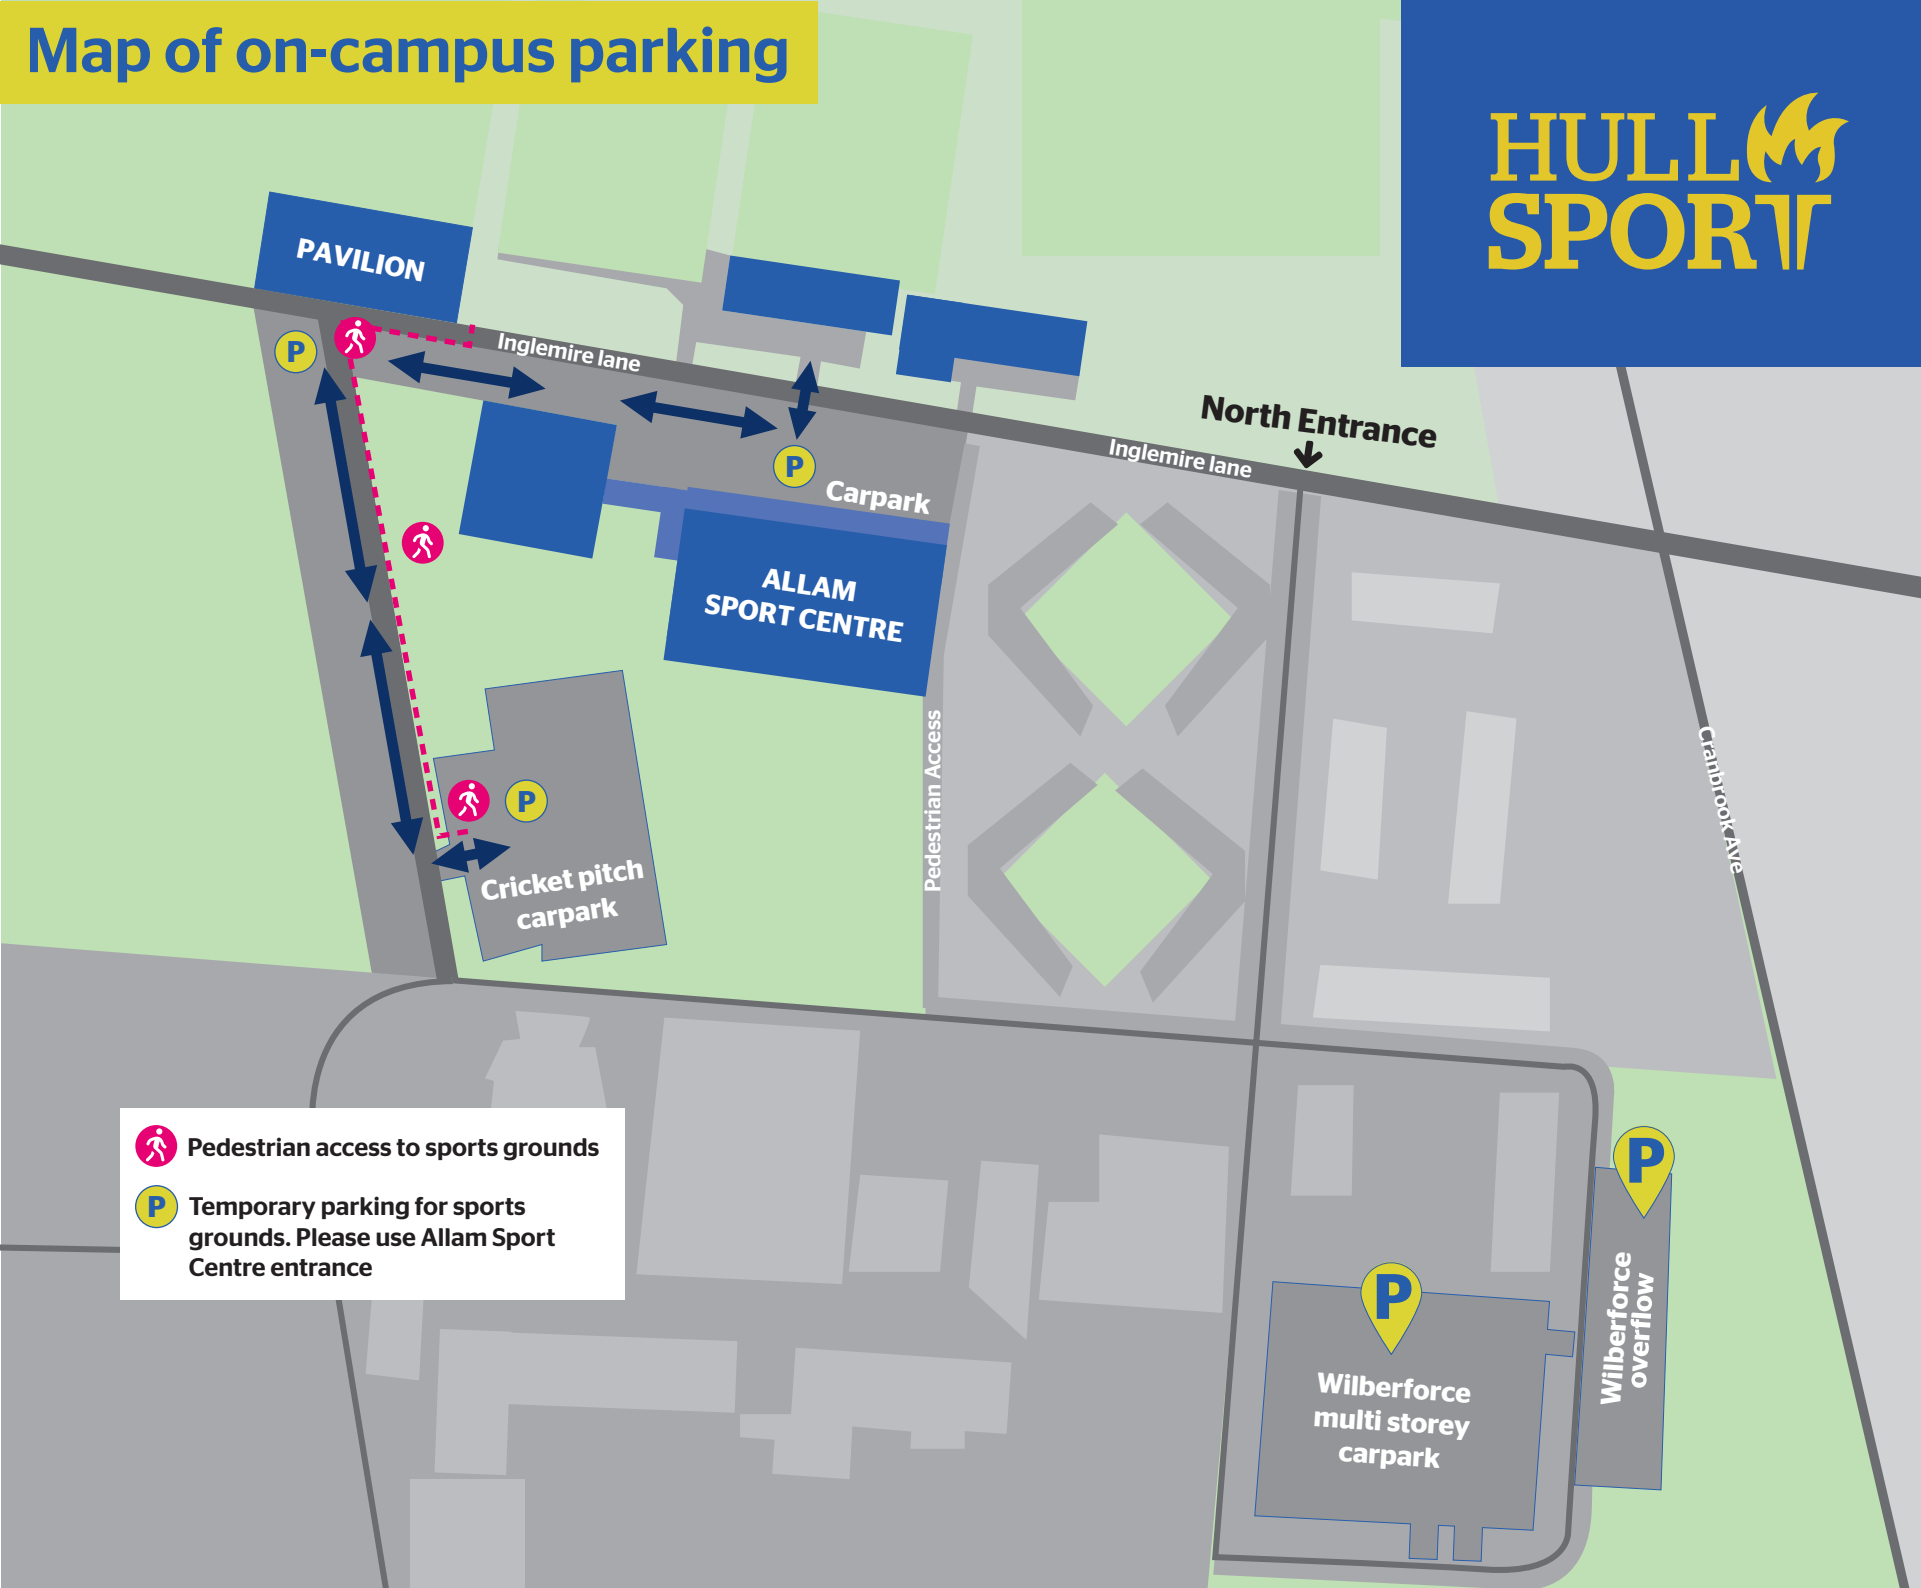 Map of on-campus parking
HULL
SPORT
PAVILION
P
Inglemire lane
North Entrance
Inglemire lane
P
Carpark
ALLAM
SPORT CENTRE
Pedestrian Access
Cranbrook Ave
P
Cricket pitch
carpark
Pedestrian access to sports grounds
P
Temporary parking for sports
grounds. Please use Allam Sport
Centre entrance
P
Wilberforce
overflow
P
Wilberforce
multi storey
carpark